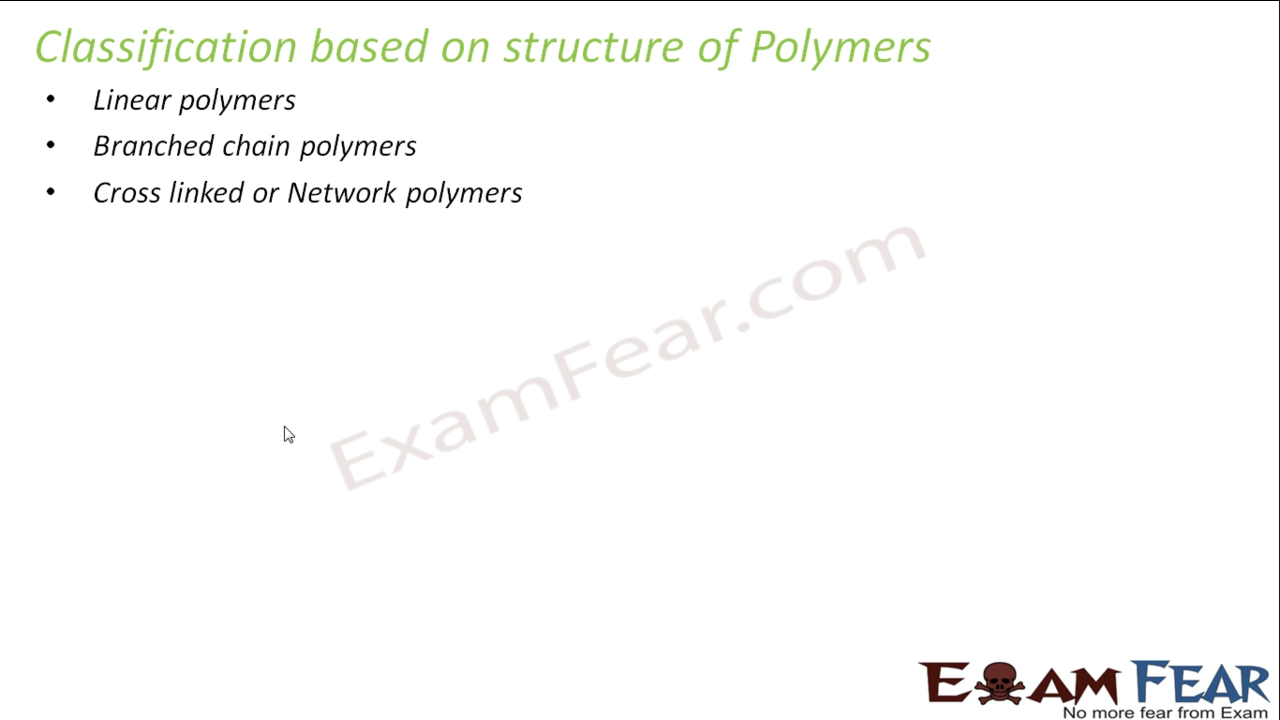 Classification based on structure of Polymers
• Linear polymers
• Branched chain polymers
• Cross linked or Network polymers
ExamFear.com
EXAM FEAR
No more fear from Exam